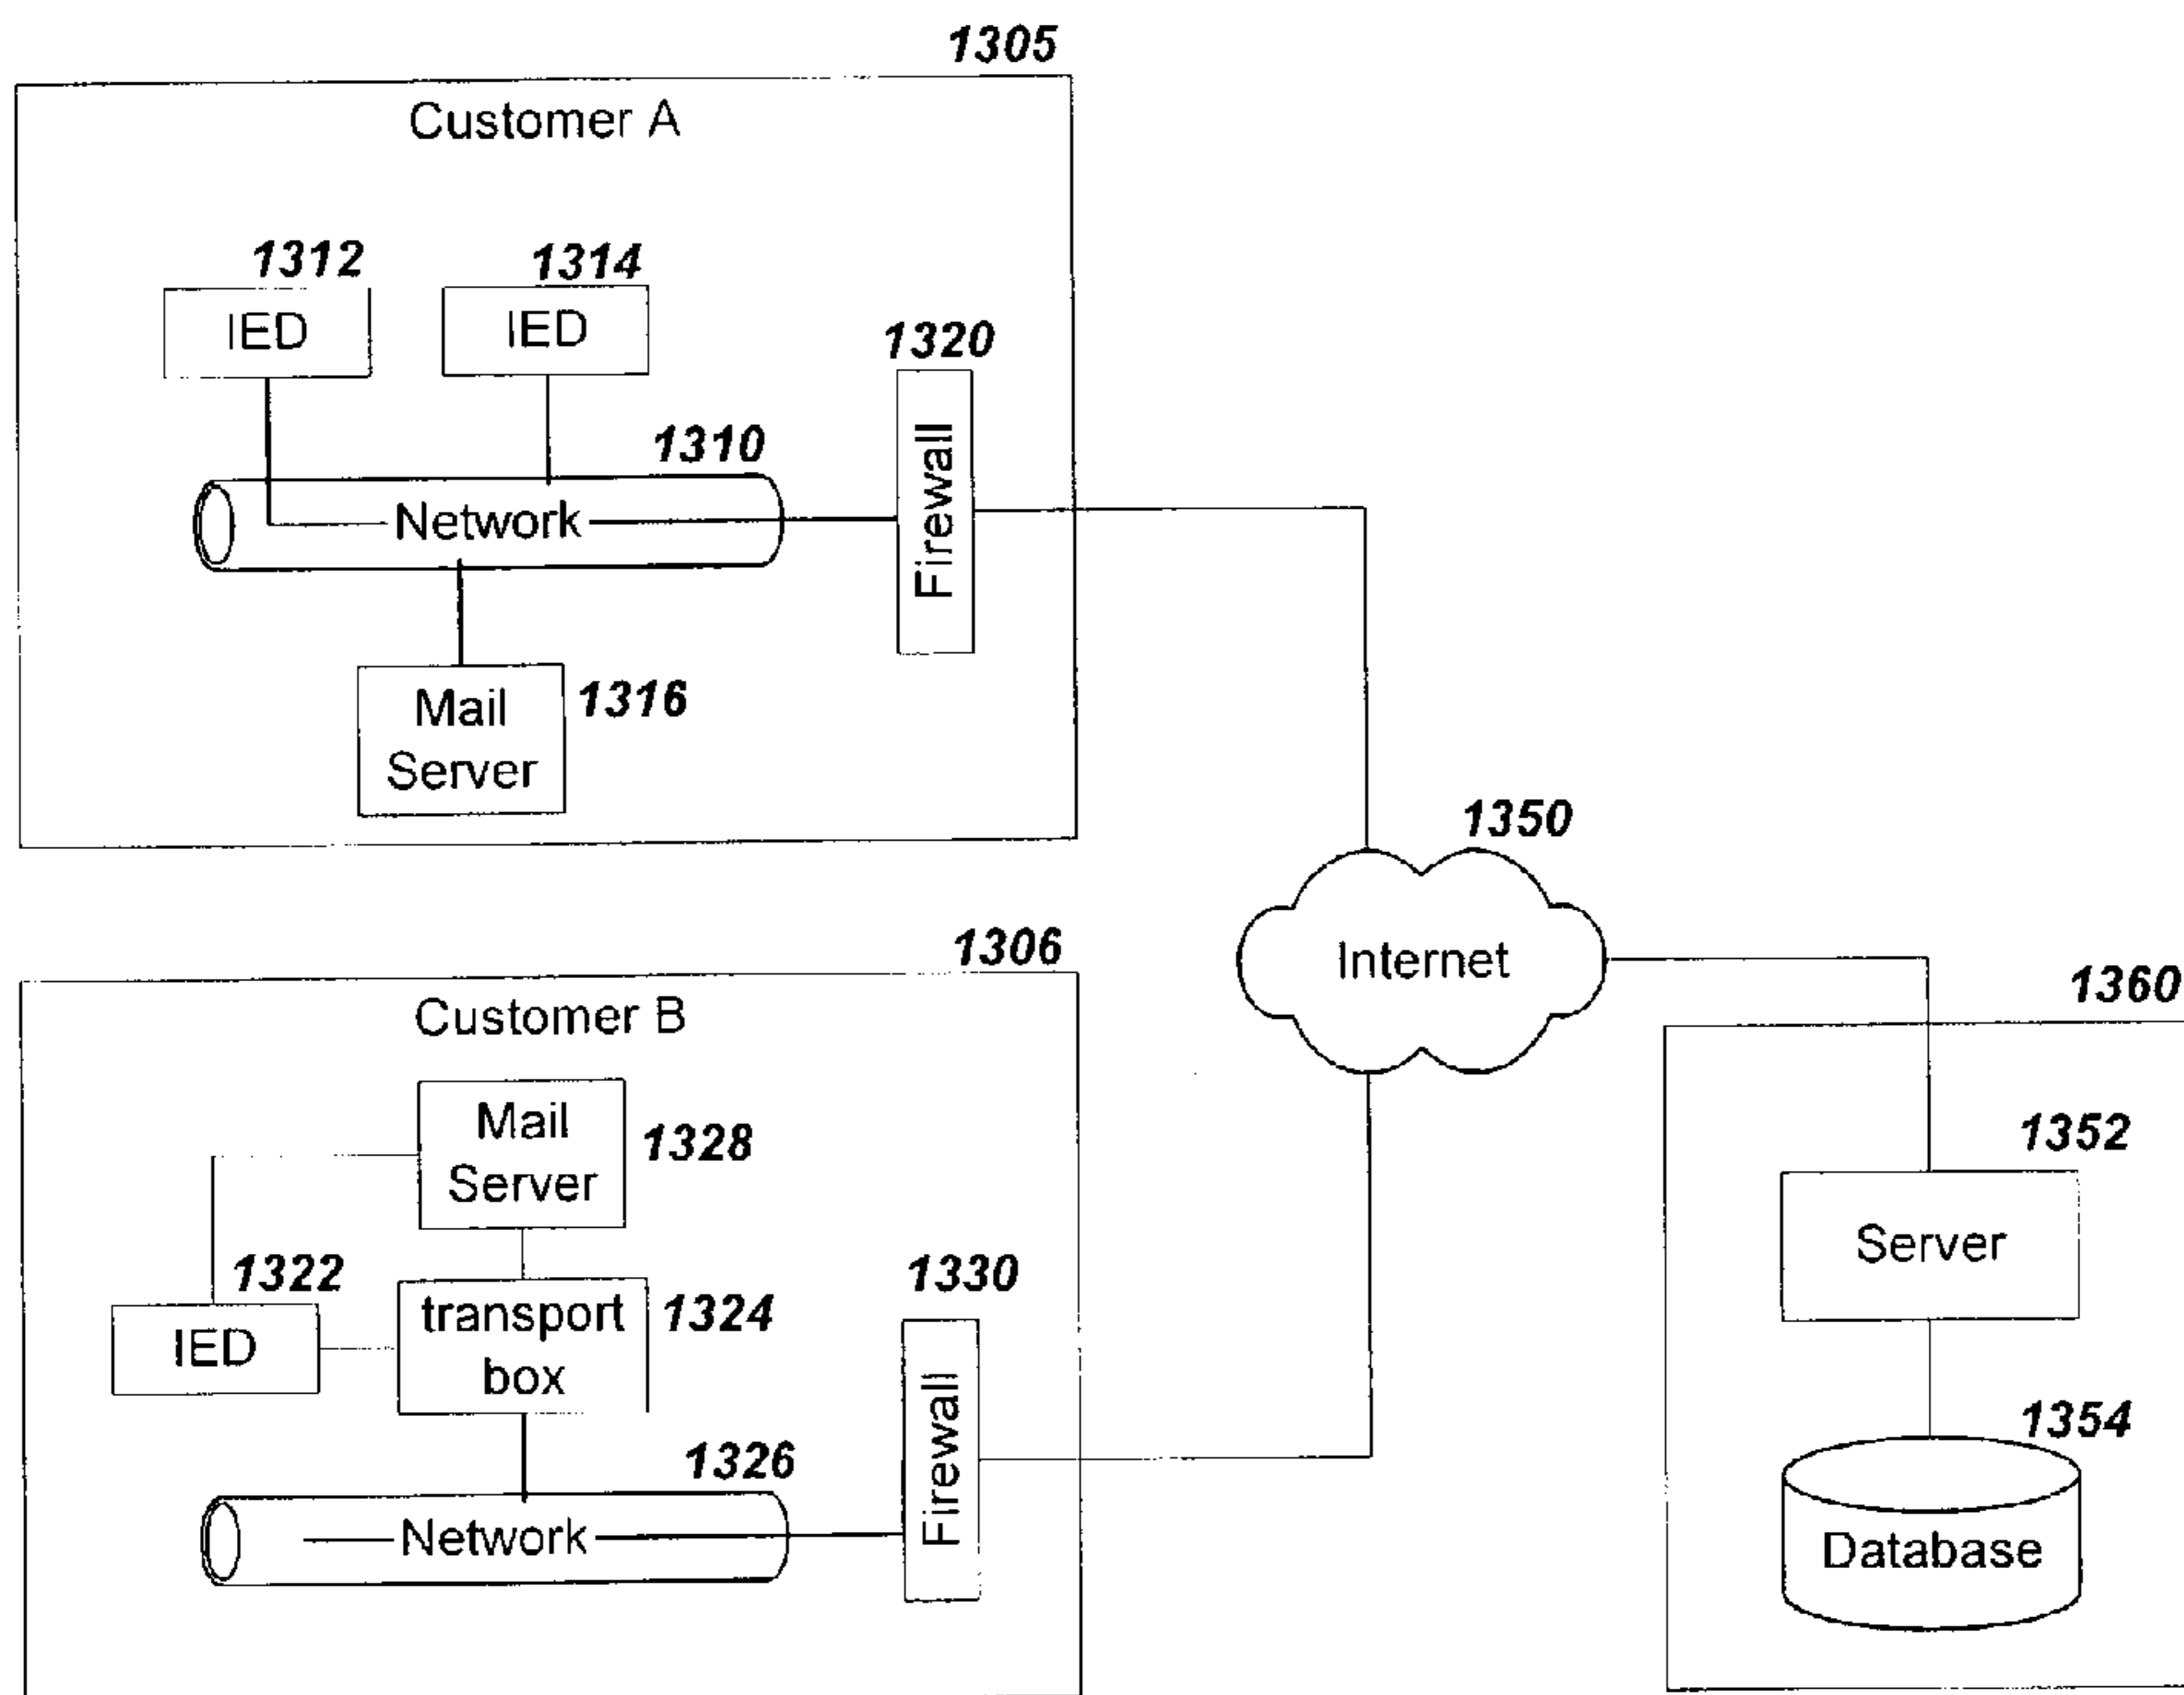 1305
Customer A
1312
1314
IED
IED
1320
1310
Network
Firewall
Mail
Server
1316
1350
Internet
1306
Customer B
1360
Mail
Server
1328
1352
Server
1322
IED
transport
box
1324
1330
Firewall
1326
Network
1354
Database